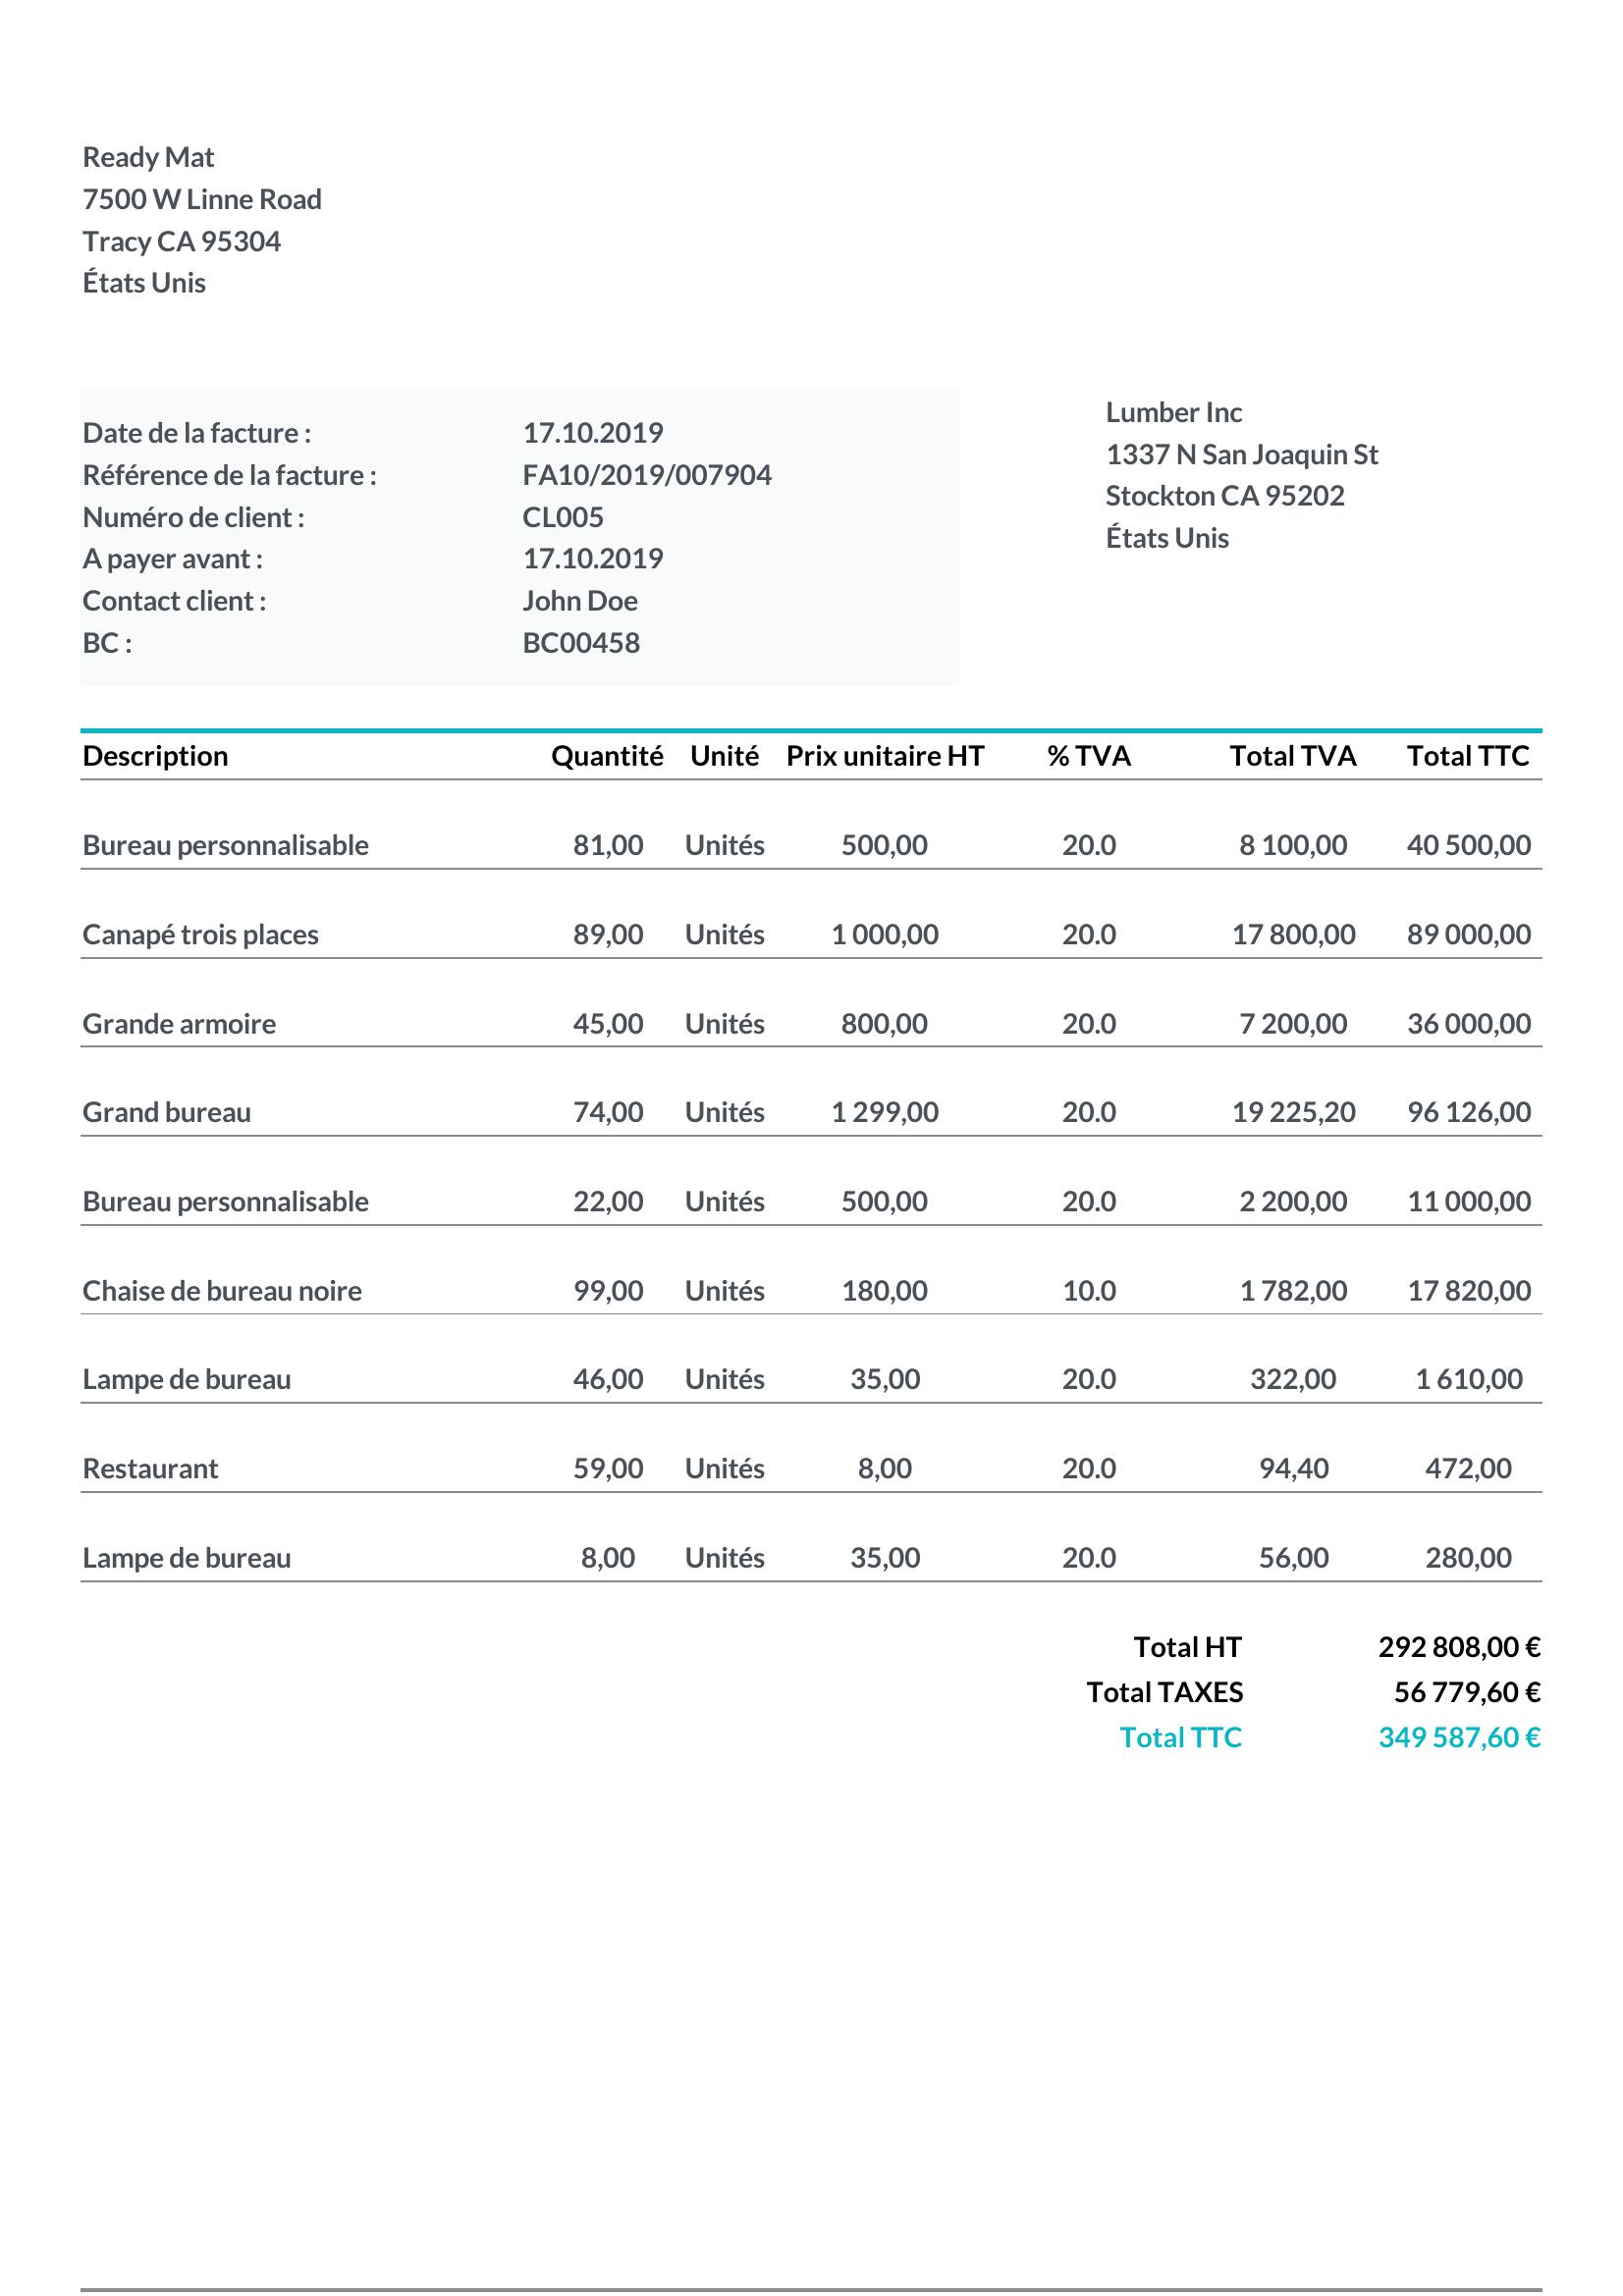 Ready Mat
7500 W Linne Road
Tracy CA 95304
États Unis
Date de la facture : 17.10.2019
Référence de la facture : FA10/2019/007904
Numéro de client : CL005
A payer avant : 17.10.2019
Contact client : John Doe
BC : BC00458
Lumber Inc
1337 N San Joaquin St
Stockton CA 95202
États Unis
Description Quantité Unité Prix unitaire HT % TVA Total TVA Total TTC
Bureau personnalisable 81,00 Unités 500,00 20.0 8 100,00 40 500,00
Canapé trois places 89,00 Unités 1 000,00 20.0 17 800,00 89 000,00
Grande armoire 45,00 Unités 800,00 20.0 7 200,00 36 000,00
Grand bureau 74,00 Unités 1 299,00 20.0 19 225,20 96 126,00
Bureau personnalisable 22,00 Unités 500,00 20.0 2 200,00 11 000,00
Chaise de bureau noire 99,00 Unités 180,00 10.0 1 782,00 17 820,00
Lampe de bureau 46,00 Unités 35,00 20.0 322,00 1 610,00
Restaurant 59,00 Unités 8,00 20.0 94,40 472,00
Lampe de bureau 8,00 Unités 35,00 20.0 56,00 280,00
Total HT 292 808,00 €
Total TAXES 56 779,60 €
Total TTC 349 587,60 €